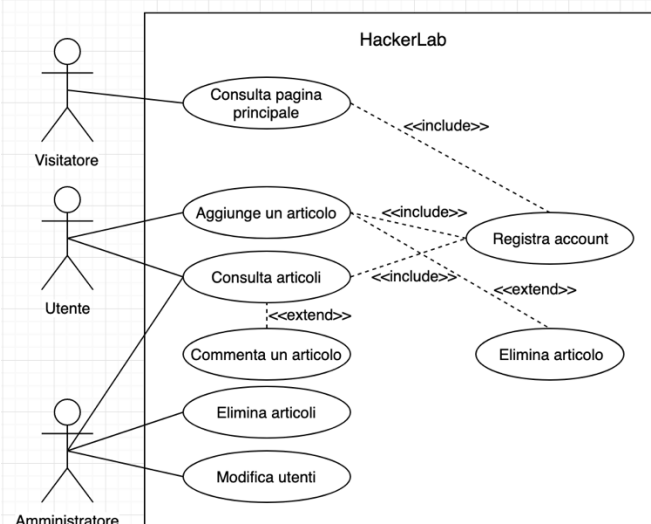 HackerLab
Consulta pagina
principale
<<include>>
Visitatore
Aggiunge un articolo
<<include>>
Registra account
Consulta articoli
<<include>>
Utente
<<extend>>
<<extend>>
Commenta un articolo
Elimina articolo
Elimina articoli
Modifica utenti
Amministratore